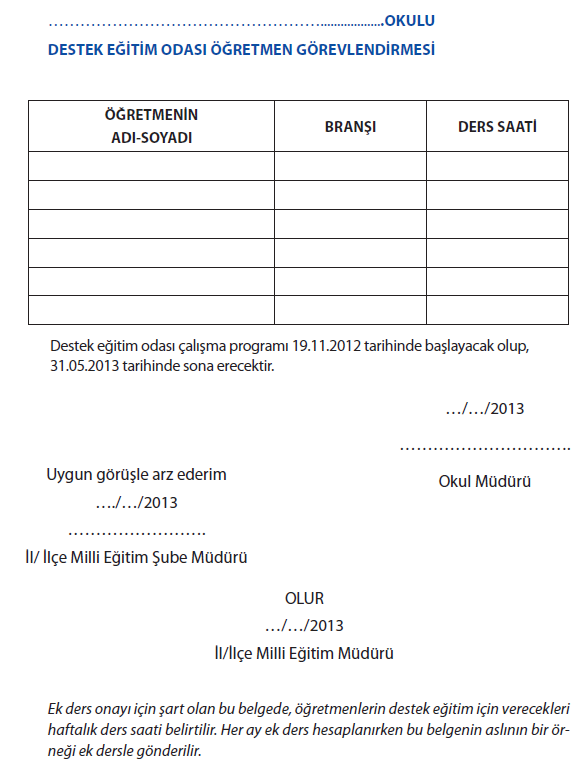 ……………………………………………...................OKULU
DESTEK EĞİTİM ODASI ÖĞRETMEN GÖREVLENDİRMESİ
ÖĞRETMENİN
ADI-SOYADI
BRANŞI
DERS SAATİ
Destek eğitim odası çalışma programı 19.11.2012 tarihinde başlayacak olup,
31.05.2013 tarihinde sona erecektir.
…/…/2013
………………………….
Uygun görüşle arz ederim
Okul Müdürü
…./…/2013
…………………….
İl/ İlçe Milli Eğitim Şube Müdürü
OLUR
…/…/2013
İl/İlçe Milli Eğitim Müdürü
Ek ders onayı için şart olan bu belgede, öğretmenlerin destek eğitim için verecekleri
haftalık ders saati belirtilir. Her ay ek ders hesaplanırken bu belgenin aslının bir ör-
neği ek dersle gönderilir.